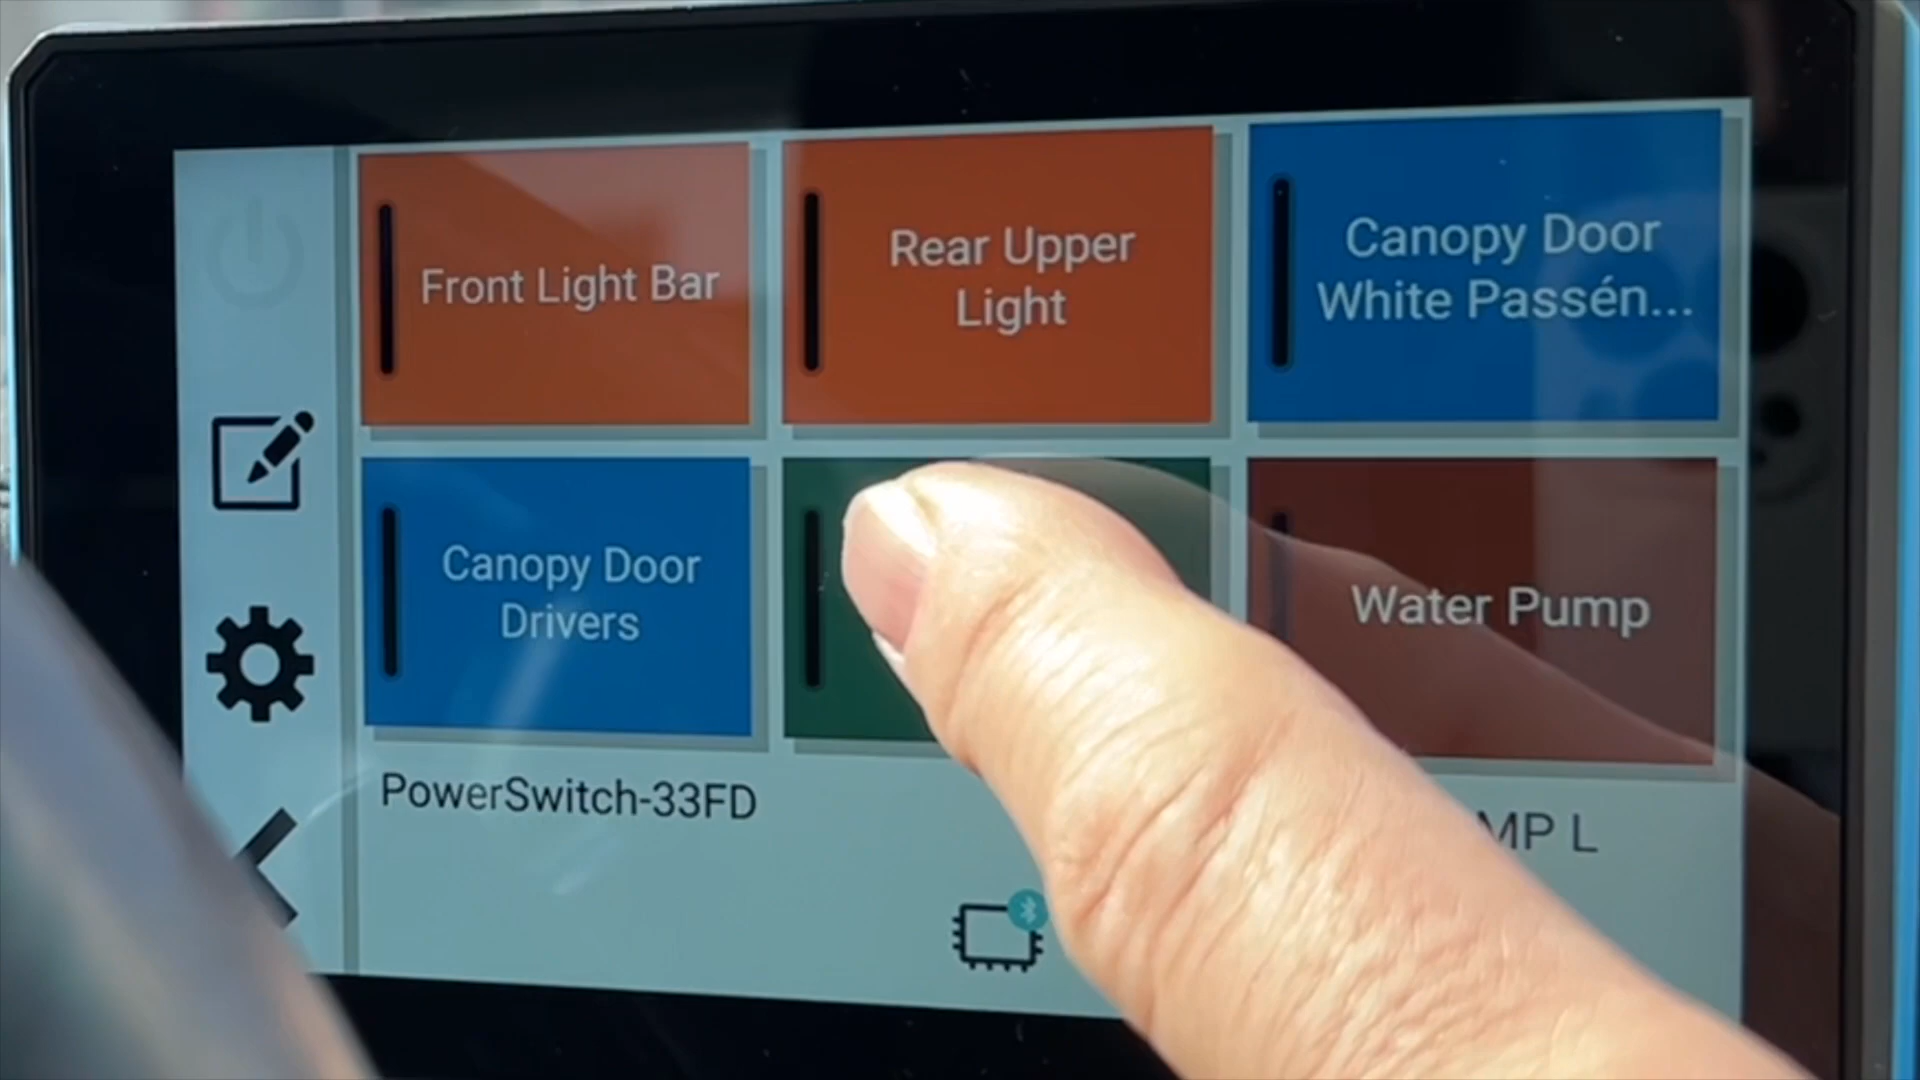 Front Light Bar
Rear Upper
Light
Canopy Door
White Passén...
Canopy Door
Drivers
Water Pump
PowerSwitch-33FD
MP L